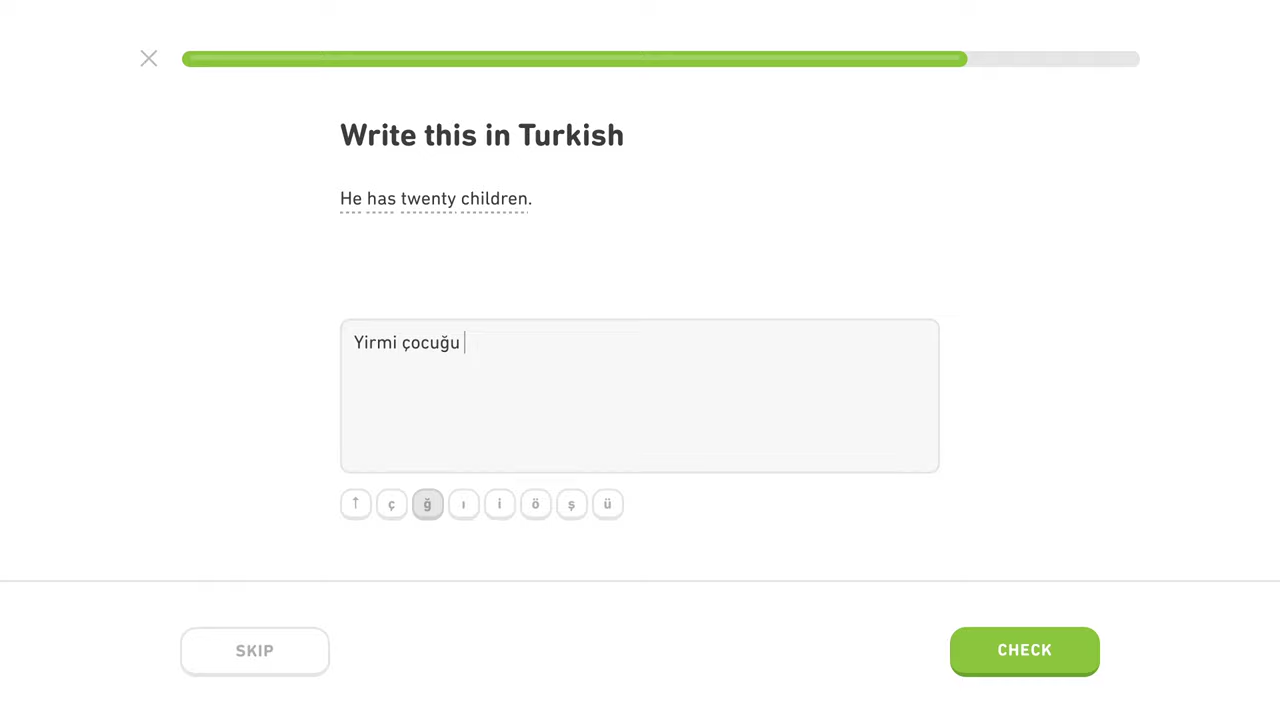 Write this in Turkish
He has twenty children.
Yirmi çocuğu
↑ ç ğ ı i ö ş ü
SKIP
CHECK